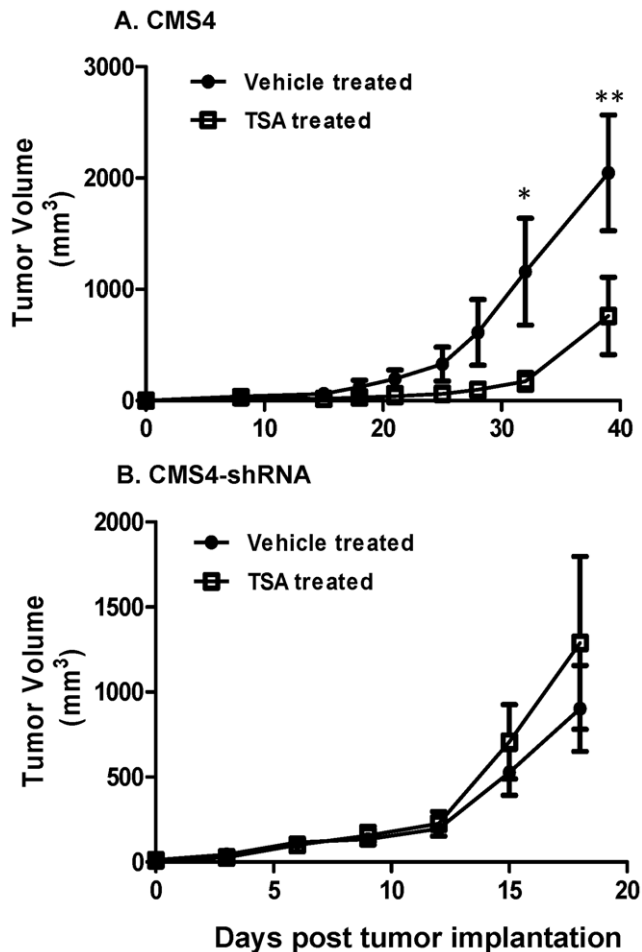 A. CMS4
3000
2000
1000
0
Tumor Volume
(mm³)
Vehicle treated
TSA treated
*
**
0 10 20 30 40
B. CMS4-shRNA
2000
1500
1000
500
0
Tumor Volume
(mm³)
Vehicle treated
TSA treated
0 5 10 15 20
Days post tumor implantation